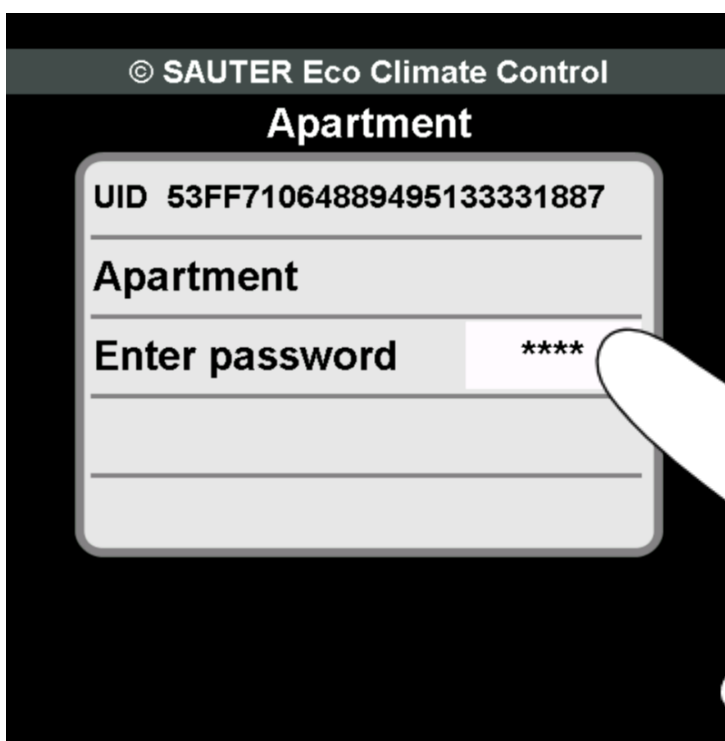 © SAUTER Eco Climate Control
Apartment
UID 53FF71064889495133331887
Apartment
Enter password ****